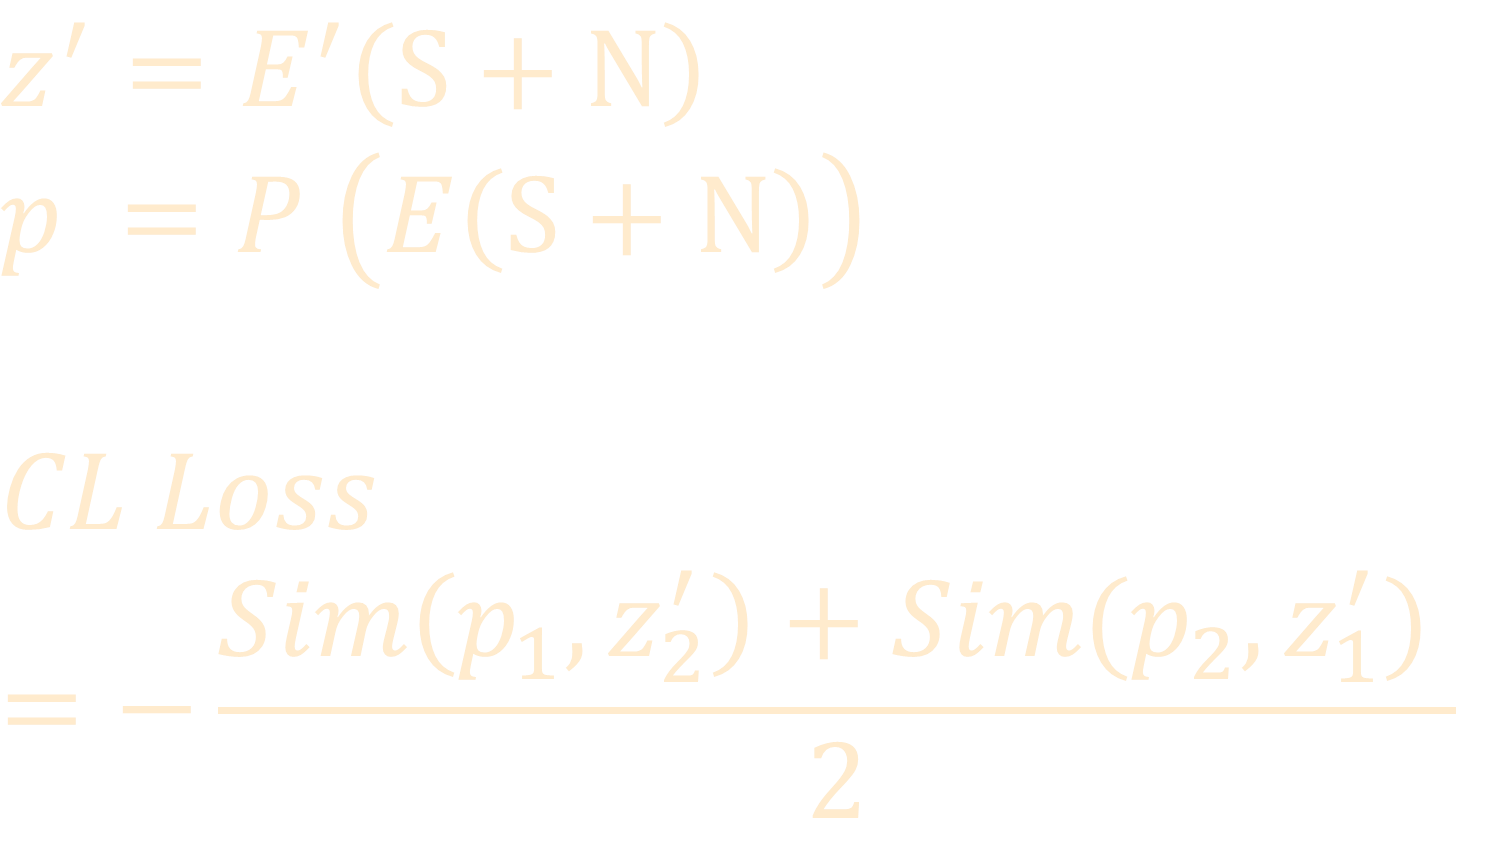 z′ = E′(S + N)
p = P (E(S + N))
CL Loss
= − Sim(p₁, z′₂) + Sim(p₂, z′₁)
2